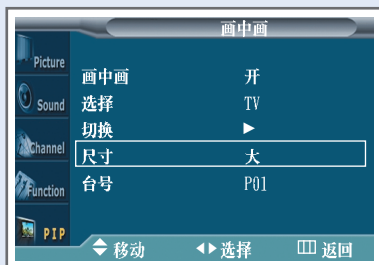 画中画
Picture
画中画 开
Sound
选择 TV
切换 ▶
Channel
尺寸 大
Function
台号 P01
PIP
移动 选择 返回